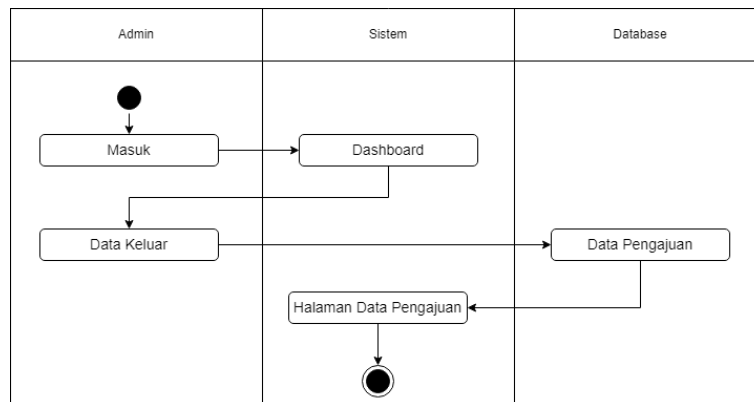 Admin
Sistem
Database
Masuk
Dashboard
Data Keluar
Data Pengajuan
Halaman Data Pengajuan